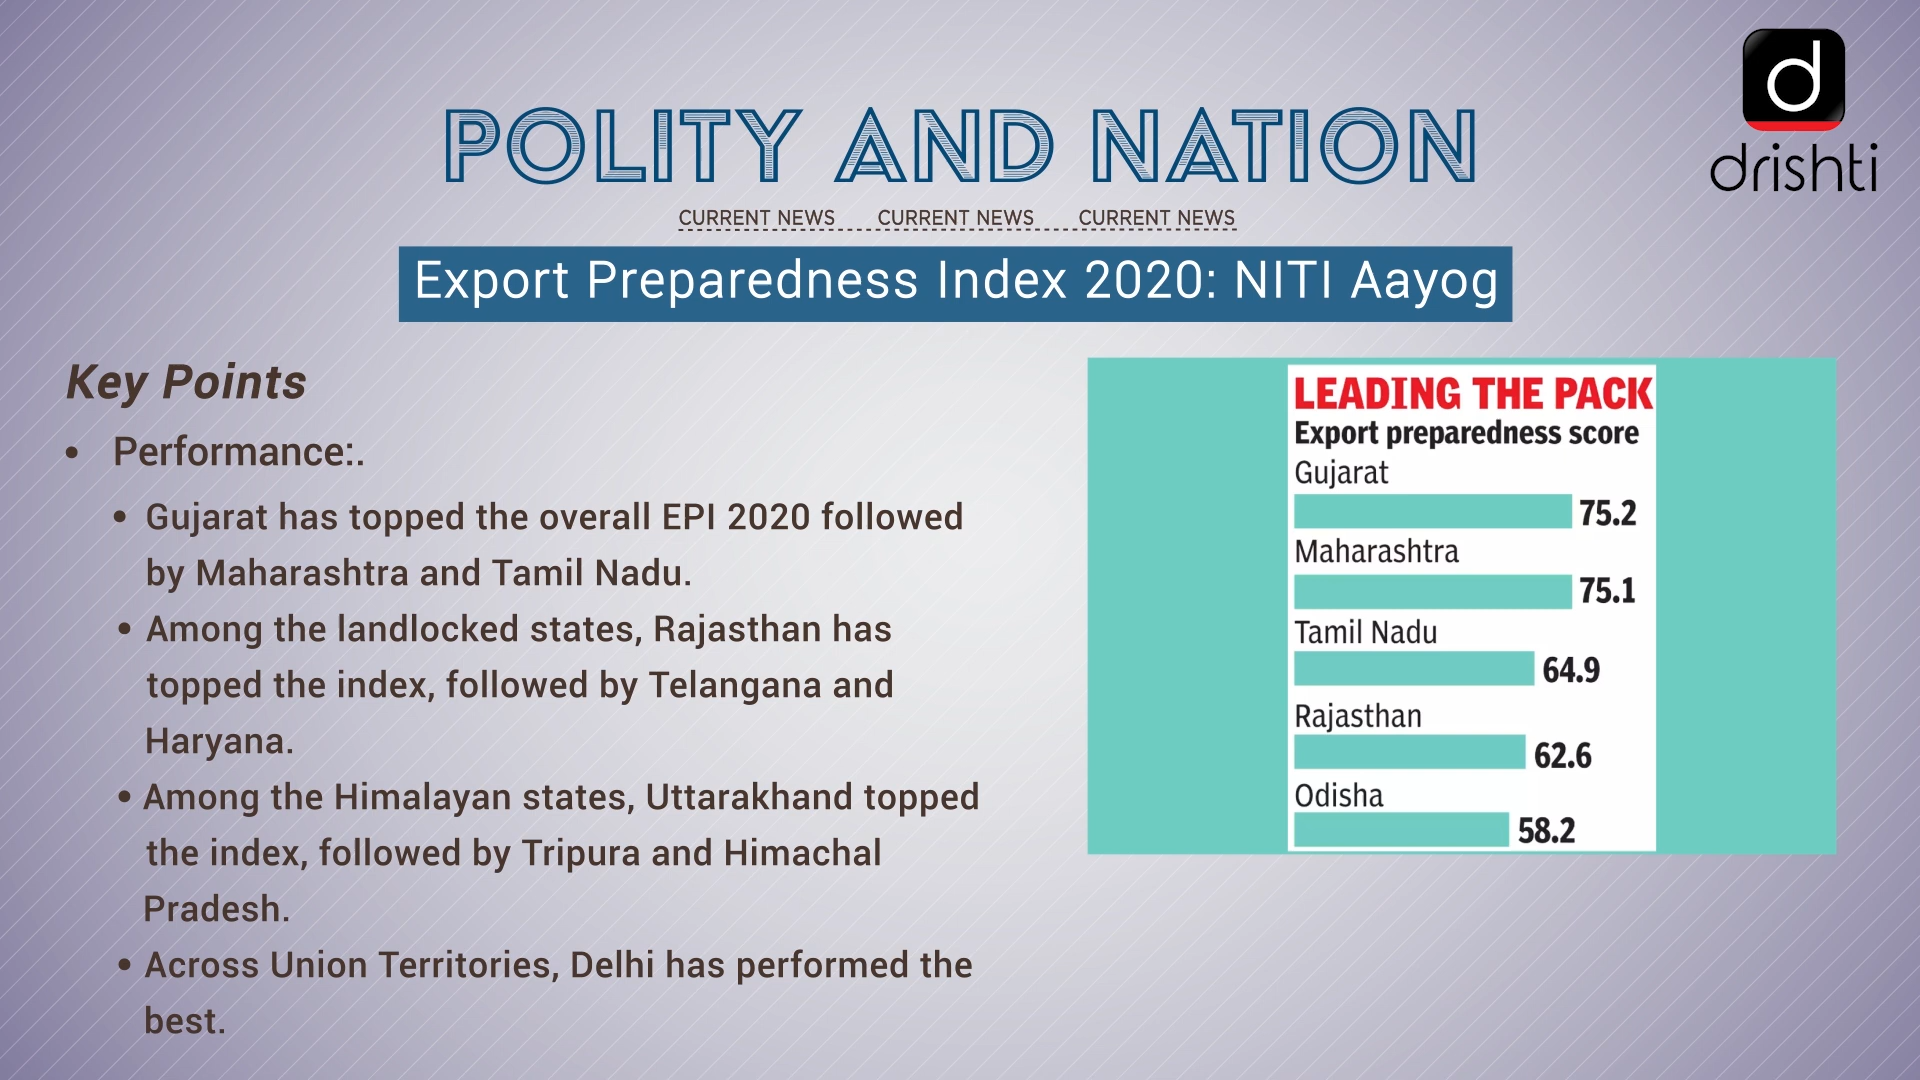 drishti
POLITY AND NATION
CURRENT NEWS CURRENT NEWS CURRENT NEWS
Export Preparedness Index 2020: NITI Aayog
Key Points
• Performance:.
• Gujarat has topped the overall EPI 2020 followed
by Maharashtra and Tamil Nadu.
• Among the landlocked states, Rajasthan has
topped the index, followed by Telangana and
Haryana.
• Among the Himalayan states, Uttarakhand topped
the index, followed by Tripura and Himachal
Pradesh.
• Across Union Territories, Delhi has performed the
best.
LEADING THE PACK
Export preparedness score
Gujarat
75.2
Maharashtra
75.1
Tamil Nadu
64.9
Rajasthan
62.6
Odisha
58.2